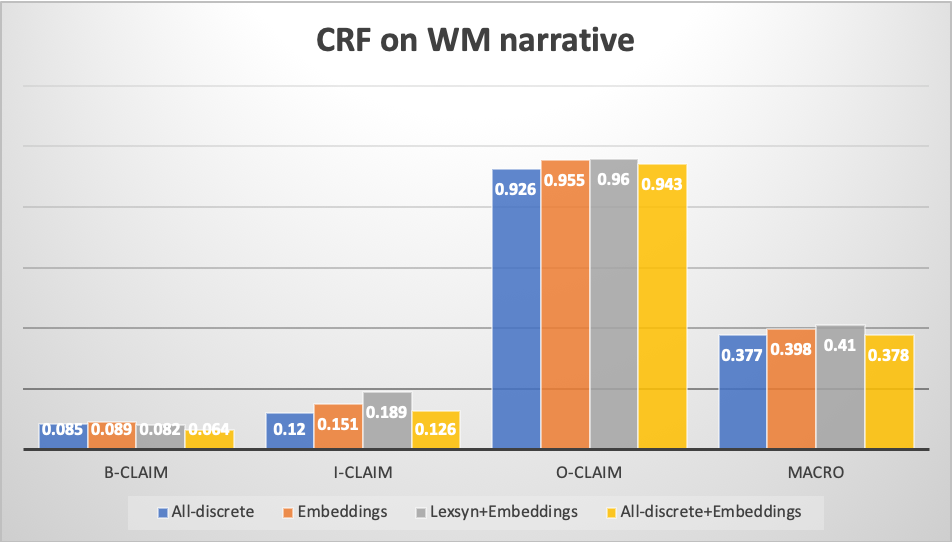 CRF on WM narrative
0.926 0.955 0.96 0.943
0.377 0.398 0.41 0.378
0.085 0.089 0.082 0.064 0.12 0.151 0.189 0.126
B-CLAIM I-CLAIM O-CLAIM MACRO
All-discrete Embeddings Lexsyn+Embeddings All-discrete+Embeddings